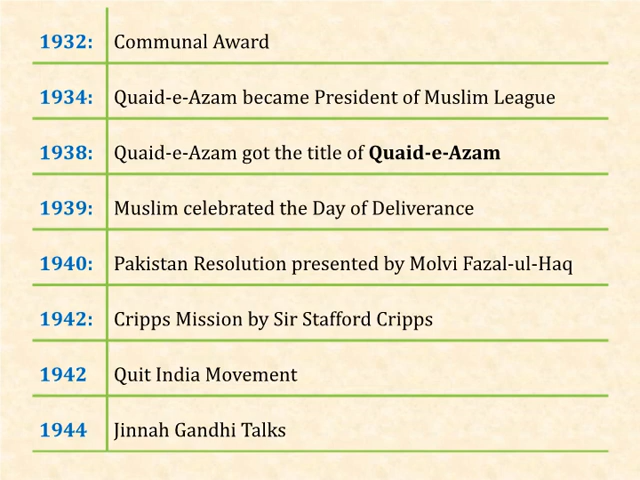 1932: Communal Award
1934: Quaid-e-Azam became President of Muslim League
1938: Quaid-e-Azam got the title of Quaid-e-Azam
1939: Muslim celebrated the Day of Deliverance
1940: Pakistan Resolution presented by Molvi Fazal-ul-Haq
1942: Cripps Mission by Sir Stafford Cripps
1942 Quit India Movement
1944 Jinnah Gandhi Talks